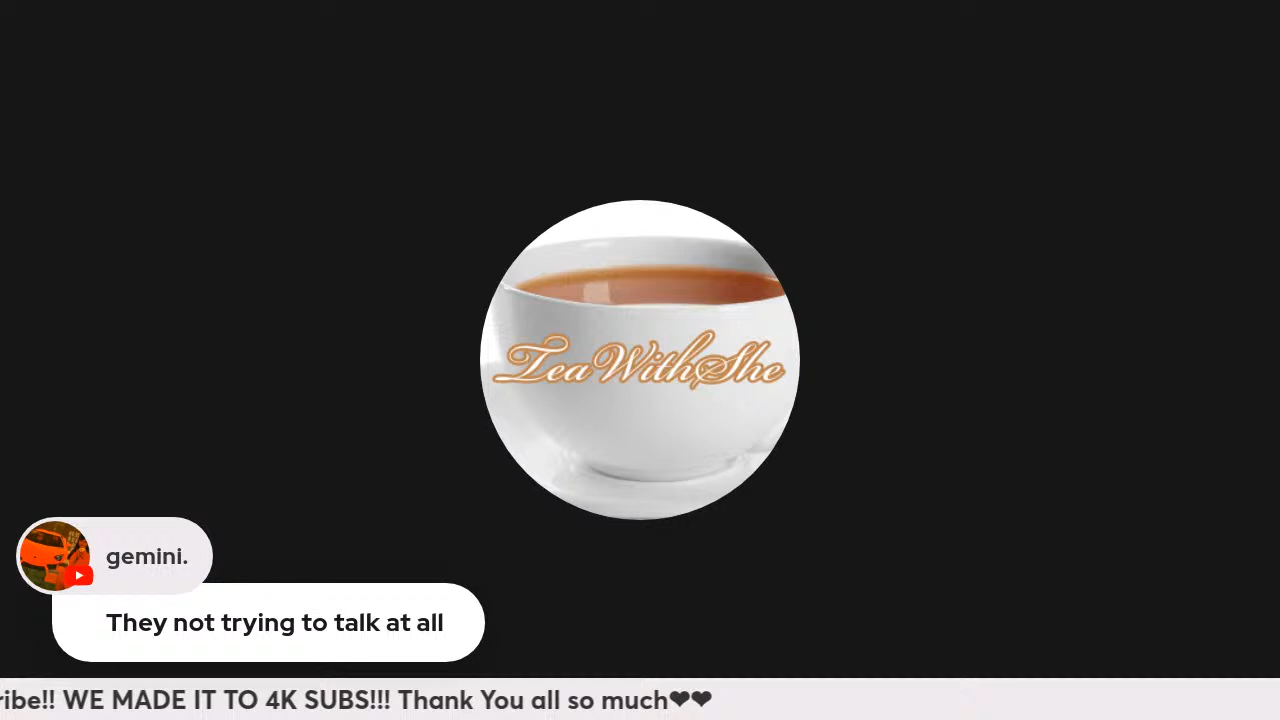 TeaWithShe
gemini.
They not trying to talk at all
ribe!! WE MADE IT TO 4K SUBS!!! Thank You all so much❤❤